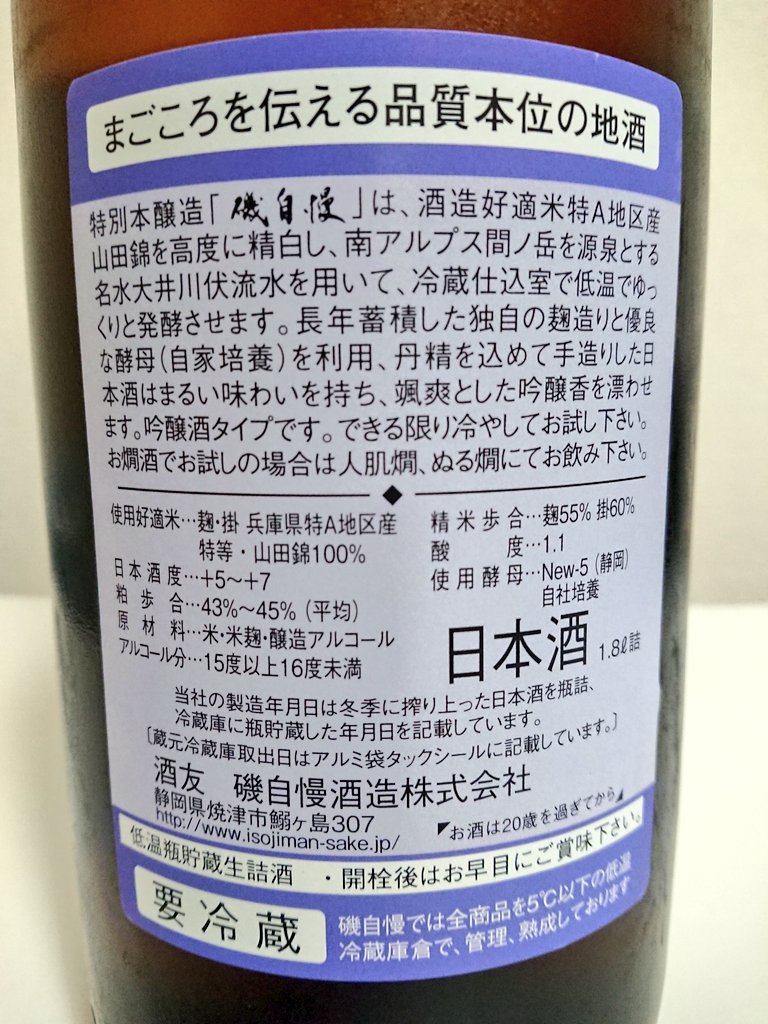 まごころを伝える品質本位の地酒
特別本醸造「磯自慢」は、酒造好適米特A地区産
山田錦を高度に精白し、南アルプス間ノ岳を源泉とする
名水大井川伏流水を用いて、冷蔵仕込室で低温でゆっ
くりと発酵させます。長年蓄積した独自の麹造りと優良
な酵母(自家培養)を利用、丹精を込めて手造りした日
本酒はまるい味わいを持ち、颯爽とした吟醸香を漂わせ
ます。吟醸酒タイプです。できる限り冷やしてお試し下さい。
お燗酒でお試しの場合は人肌燗、ぬる燗にてお飲み下さい。
使用好適米…麹・掛 兵庫県特A地区産
特等・山田錦100%
日本酒度…+5〜+7
粕歩合…43%〜45%(平均)
原材料…米・米麹・醸造アルコール
アルコール分…15度以上16度未満
精米歩合…麹55% 掛60%
酸度…1.1
使用酵母…New-5(静岡)
自社培養
日本酒 1.8ℓ詰
当社の製造年月日は冬季に搾り上った日本酒を瓶詰、
冷蔵庫に瓶貯蔵した年月日を記載しています。
〔蔵元冷蔵庫取出日はアルミ袋タックシールに記載しています。〕
酒友 磯自慢酒造株式会社
静岡県焼津市鰯ヶ島307
http://www.isojiman-sake.jp/
お酒は20歳を過ぎてから
低温瓶貯蔵生詰酒 ・開栓後はお早目にご賞味下さい。
要冷蔵
磯自慢では全商品を5℃以下の低温
冷蔵庫倉で、管理、熟成しております